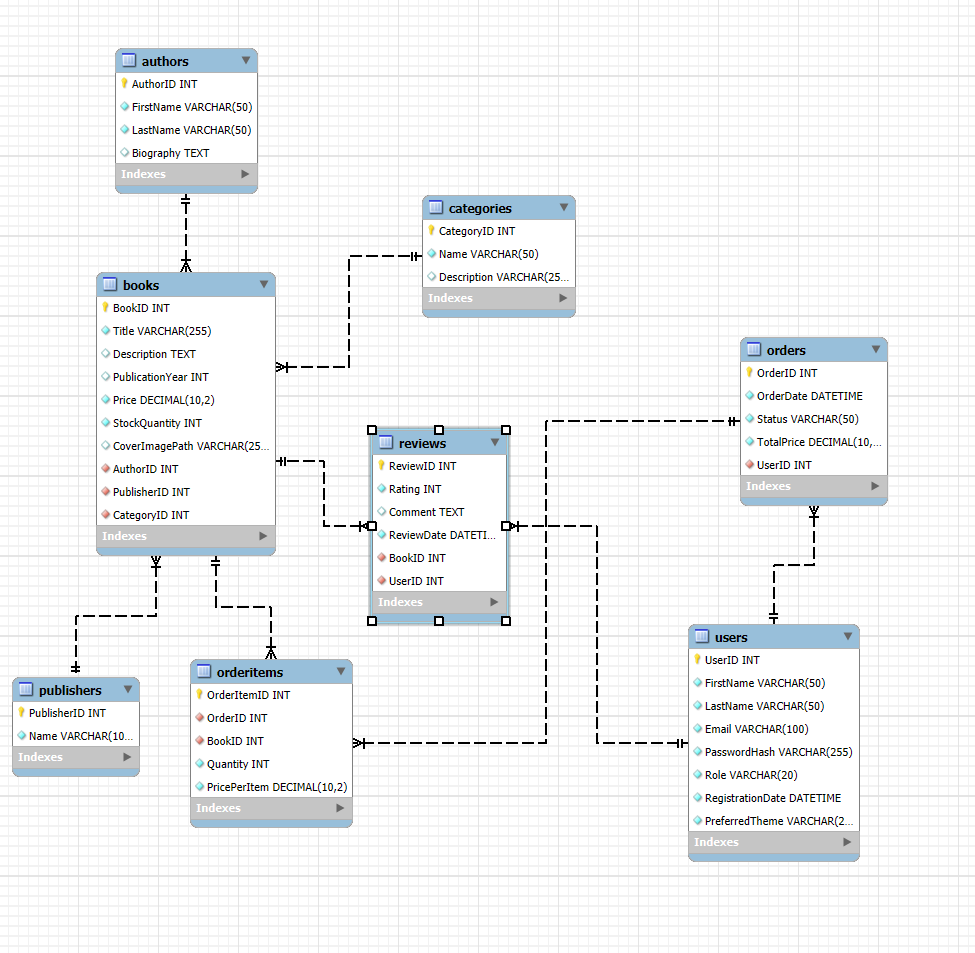 authors
AuthorID INT
FirstName VARCHAR(50)
LastName VARCHAR(50)
Biography TEXT
Indexes
categories
CategoryID INT
Name VARCHAR(50)
Description VARCHAR(25...
Indexes
books
BookID INT
Title VARCHAR(255)
Description TEXT
PublicationYear INT
Price DECIMAL(10,2)
StockQuantity INT
CoverImagePath VARCHAR(25...
AuthorID INT
PublisherID INT
CategoryID INT
Indexes
orders
OrderID INT
OrderDate DATETIME
Status VARCHAR(50)
TotalPrice DECIMAL(10,...
UserID INT
Indexes
reviews
ReviewID INT
Rating INT
Comment TEXT
ReviewDate DATETI...
BookID INT
UserID INT
Indexes
users
UserID INT
FirstName VARCHAR(50)
LastName VARCHAR(50)
Email VARCHAR(100)
PasswordHash VARCHAR(255)
Role VARCHAR(20)
RegistrationDate DATETIME
PreferredTheme VARCHAR(2...
Indexes
publishers
PublisherID INT
Name VARCHAR(10...
Indexes
orderitems
OrderItemID INT
OrderID INT
BookID INT
Quantity INT
PricePerItem DECIMAL(10,2)
Indexes